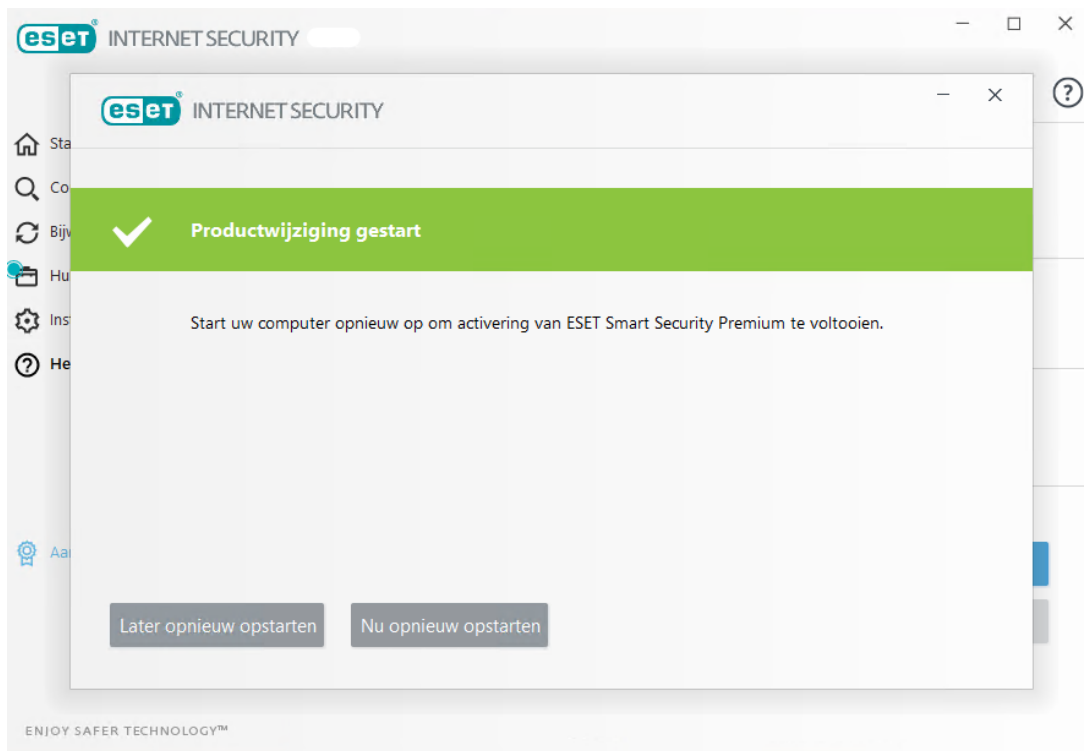 eset® INTERNET SECURITY
eset® INTERNET SECURITY
Productwijziging gestart
Start uw computer opnieuw op om activering van ESET Smart Security Premium te voltooien.
Later opnieuw opstarten
Nu opnieuw opstarten
ENJOY SAFER TECHNOLOGY™